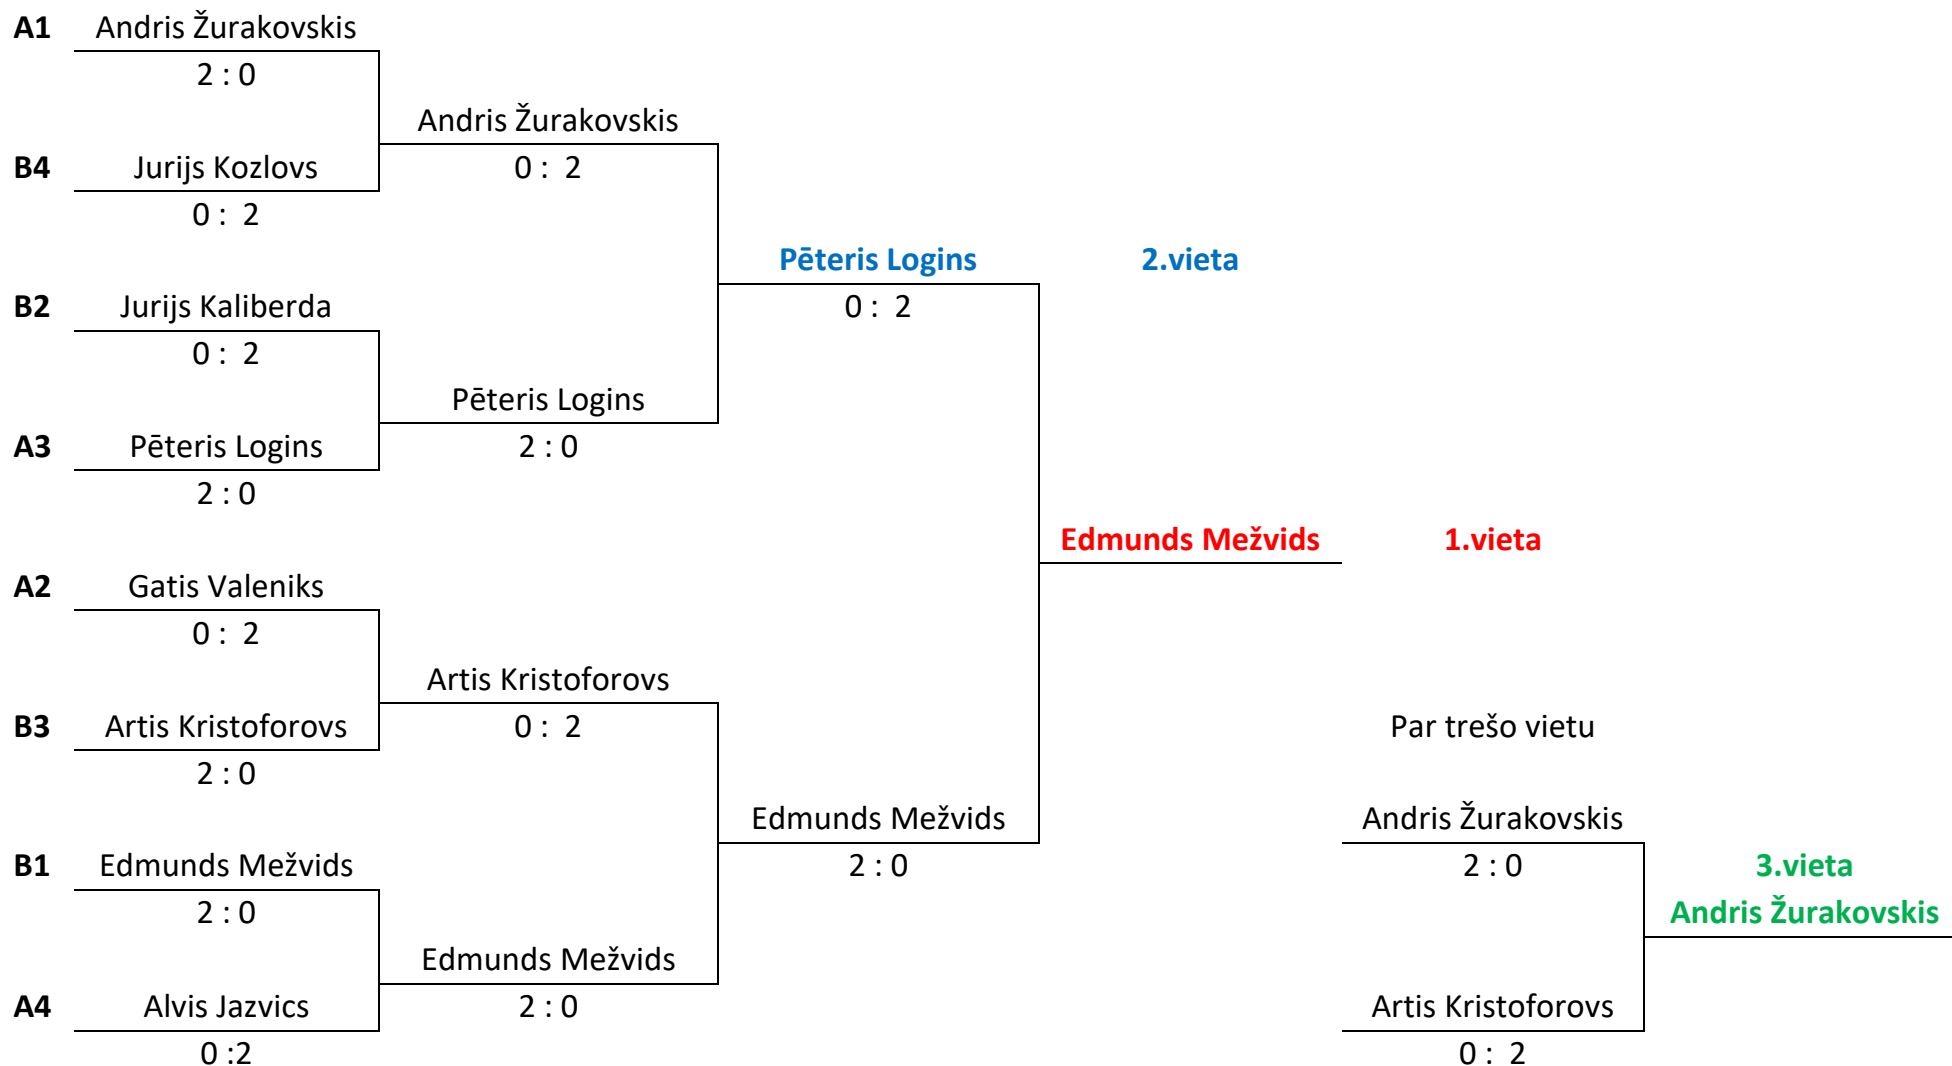 A1 Andris Žurakovskis
2 : 0
Andris Žurakovskis
B4 Jurijs Kozlovs 0 : 2
0 : 2
Pēteris Logins 2.vieta
B2 Jurijs Kaliberda 0 : 2
0 : 2
Pēteris Logins
A3 Pēteris Logins 2 : 0
2 : 0
Edmunds Mežvids 1.vieta
A2 Gatis Valeniks
0 : 2
Artis Kristoforovs
B3 Artis Kristoforovs 0 : 2 Par trešo vietu
2 : 0
Edmunds Mežvids Andris Žurakovskis
B1 Edmunds Mežvids 2 : 0 2 : 0 3.vieta
2 : 0 Andris Žurakovskis
Edmunds Mežvids
A4 Alvis Jazvics 2 : 0 Artis Kristoforovs
0 :2 0 : 2